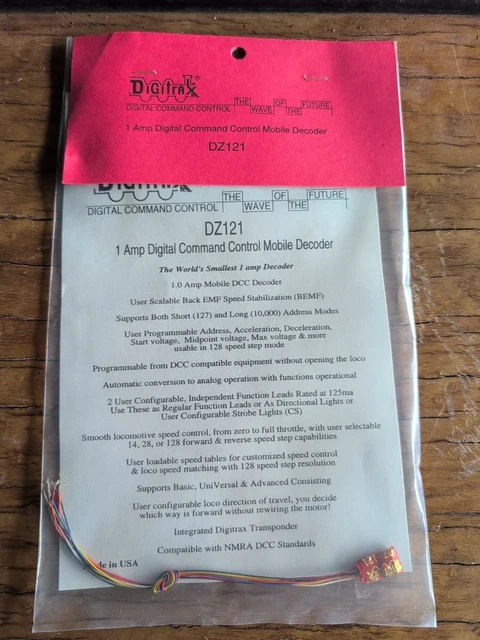 DIGITRAX®
DIGITAL COMMAND CONTROL THE WAVE OF THE FUTURE
1 Amp Digital Command Control Mobile Decoder
DZ121
DIGITRAX
DIGITAL COMMAND CONTROL THE WAVE OF THE FUTURE
DZ121
1 Amp Digital Command Control Mobile Decoder
The World's Smallest 1 amp Decoder
1.0 Amp Mobile DCC Decoder
User Scalable Back EMF Speed Stabilization (BEMF)
Supports Both Short (127) and Long (10,000) Address Modes
User Programmable Address, Acceleration, Deceleration,
Start voltage, Midpoint voltage, Max voltage & more
usable in 128 speed step mode
Programmable from DCC compatible equipment without opening the loco
Automatic conversion to analog operation with functions operational
2 User Configurable, Independent Function Leads Rated at 125ma
Use These as Regular Function Leads or As Directional Lights or
User Configurable Strobe Lights (CS)
Smooth locomotive speed control, from zero to full throttle, with user selectable
14, 28, or 128 forward & reverse speed step capabilities
User loadable speed tables for customized speed control
& loco speed matching with 128 speed step resolution
Supports Basic, UniVersal & Advanced Consisting
User configurable loco direction of travel, you decide
which way is forward without rewiring the motor!
Integrated Digitrax Transponder
Compatible with NMRA DCC Standards
in USA